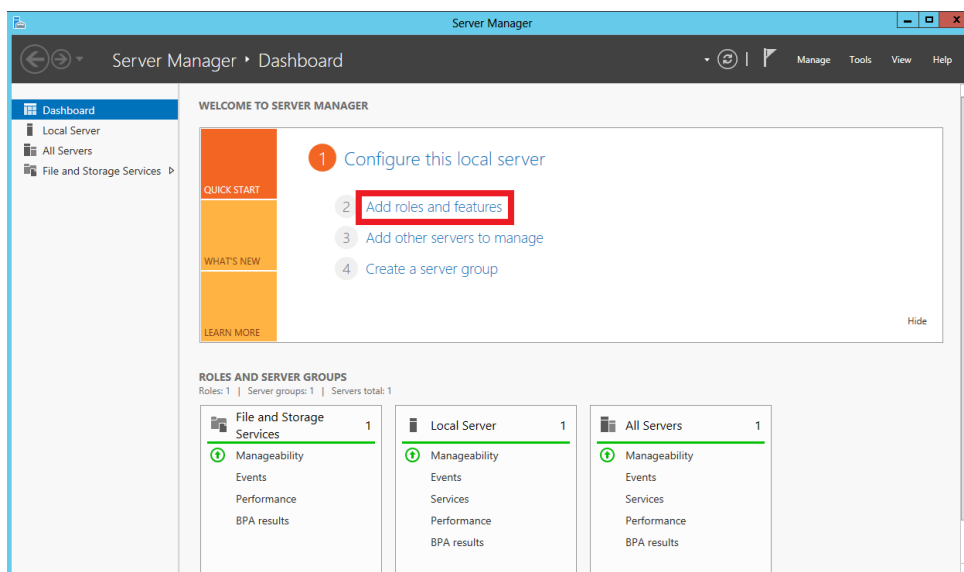 Server Manager
Server Manager • Dashboard
Manage Tools View Help
Dashboard
Local Server
All Servers
File and Storage Services
WELCOME TO SERVER MANAGER
QUICK START
WHAT'S NEW
LEARN MORE
1 Configure this local server
2 Add roles and features
3 Add other servers to manage
4 Create a server group
Hide
ROLES AND SERVER GROUPS
Roles: 1 | Server groups: 1 | Servers total: 1
File and Storage
Services 1
Manageability
Events
Performance
BPA results
Local Server 1
Manageability
Events
Services
Performance
BPA results
All Servers 1
Manageability
Events
Services
Performance
BPA results